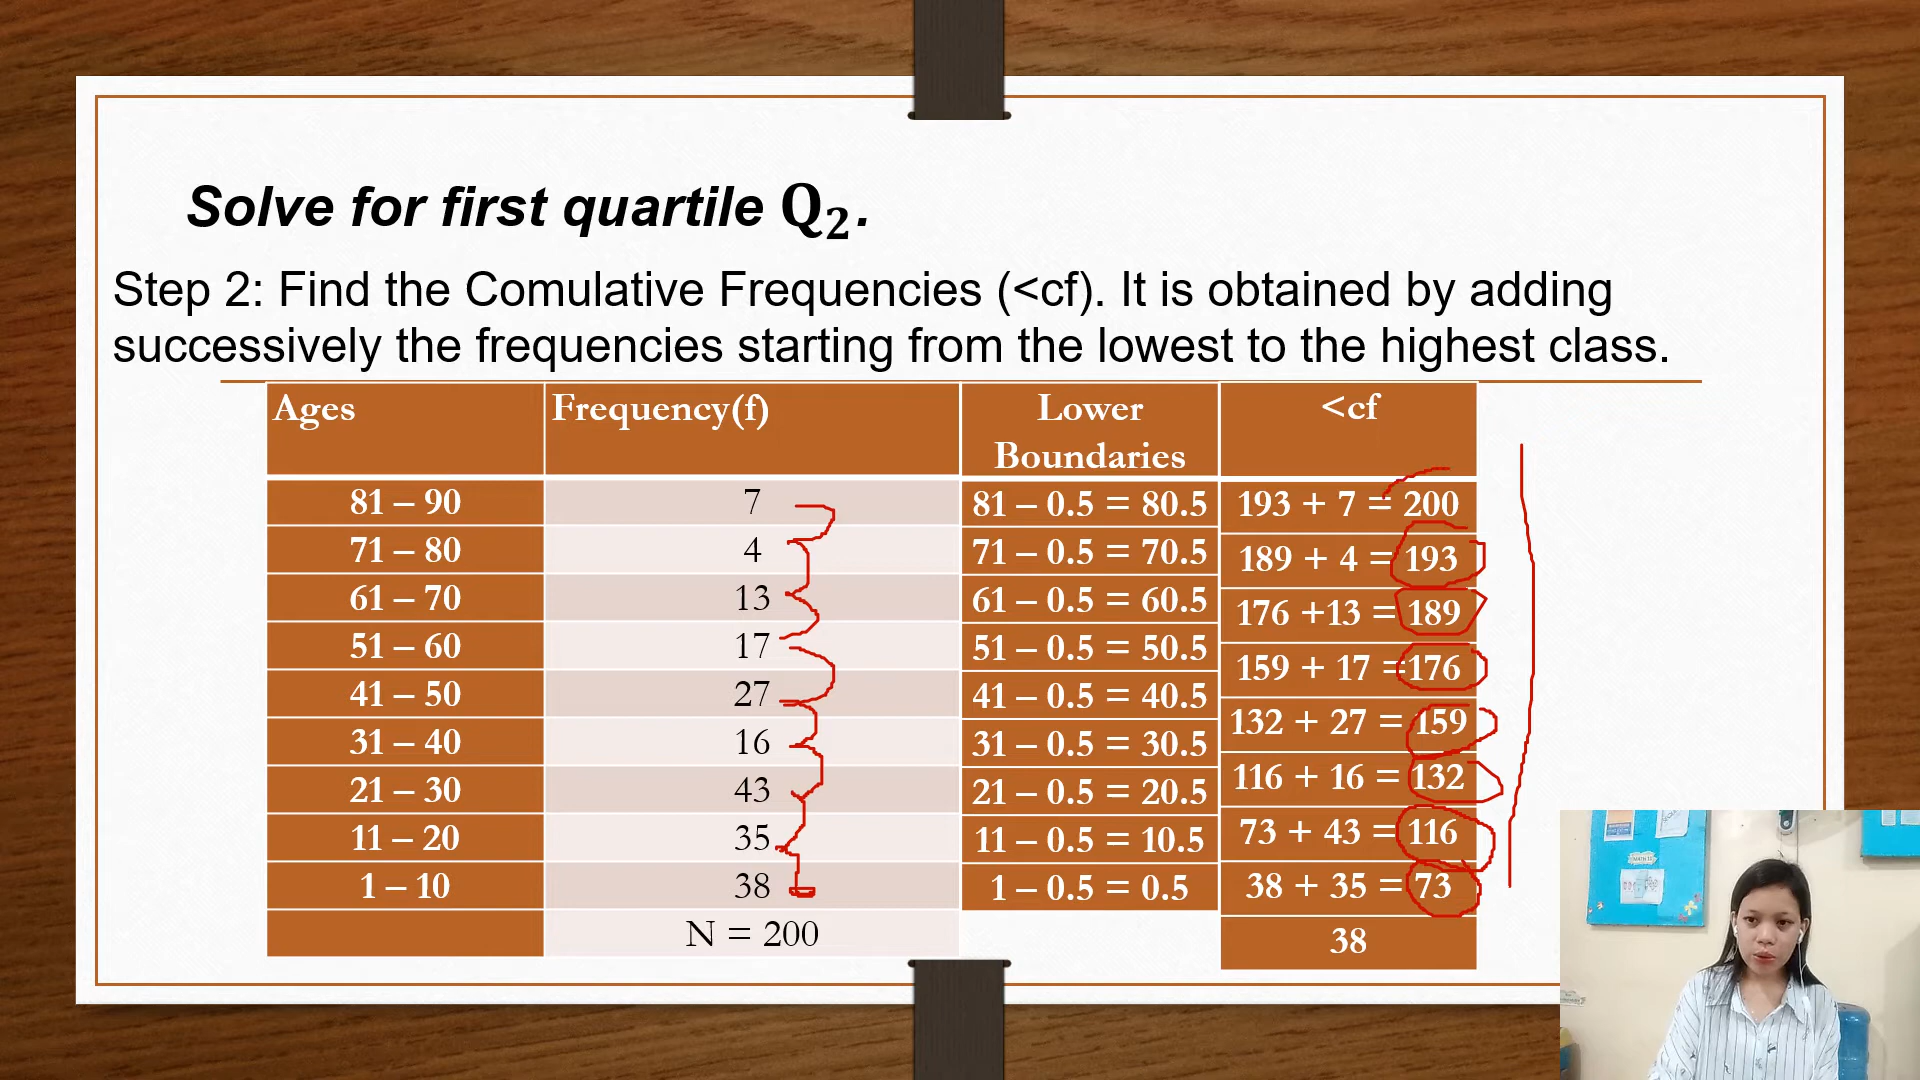 Solve for first quartile Q₂.
Step 2: Find the Comulative Frequencies (<cf). It is obtained by adding
successively the frequencies starting from the lowest to the highest class.
Ages Frequency(f) Lower Boundaries <cf
81 – 90 7 81 – 0.5 = 80.5 193 + 7 = 200
71 – 80 4 71 – 0.5 = 70.5 189 + 4 = 193
61 – 70 13 61 – 0.5 = 60.5 176 +13 = 189
51 – 60 17 51 – 0.5 = 50.5 159 + 17 =176
41 – 50 27 41 – 0.5 = 40.5 132 + 27 = 159
31 – 40 16 31 – 0.5 = 30.5 116 + 16 = 132
21 – 30 43 21 – 0.5 = 20.5 73 + 43 = 116
11 – 20 35 11 – 0.5 = 10.5 38 + 35 = 73
1 – 10 38 1 – 0.5 = 0.5 38
N = 200